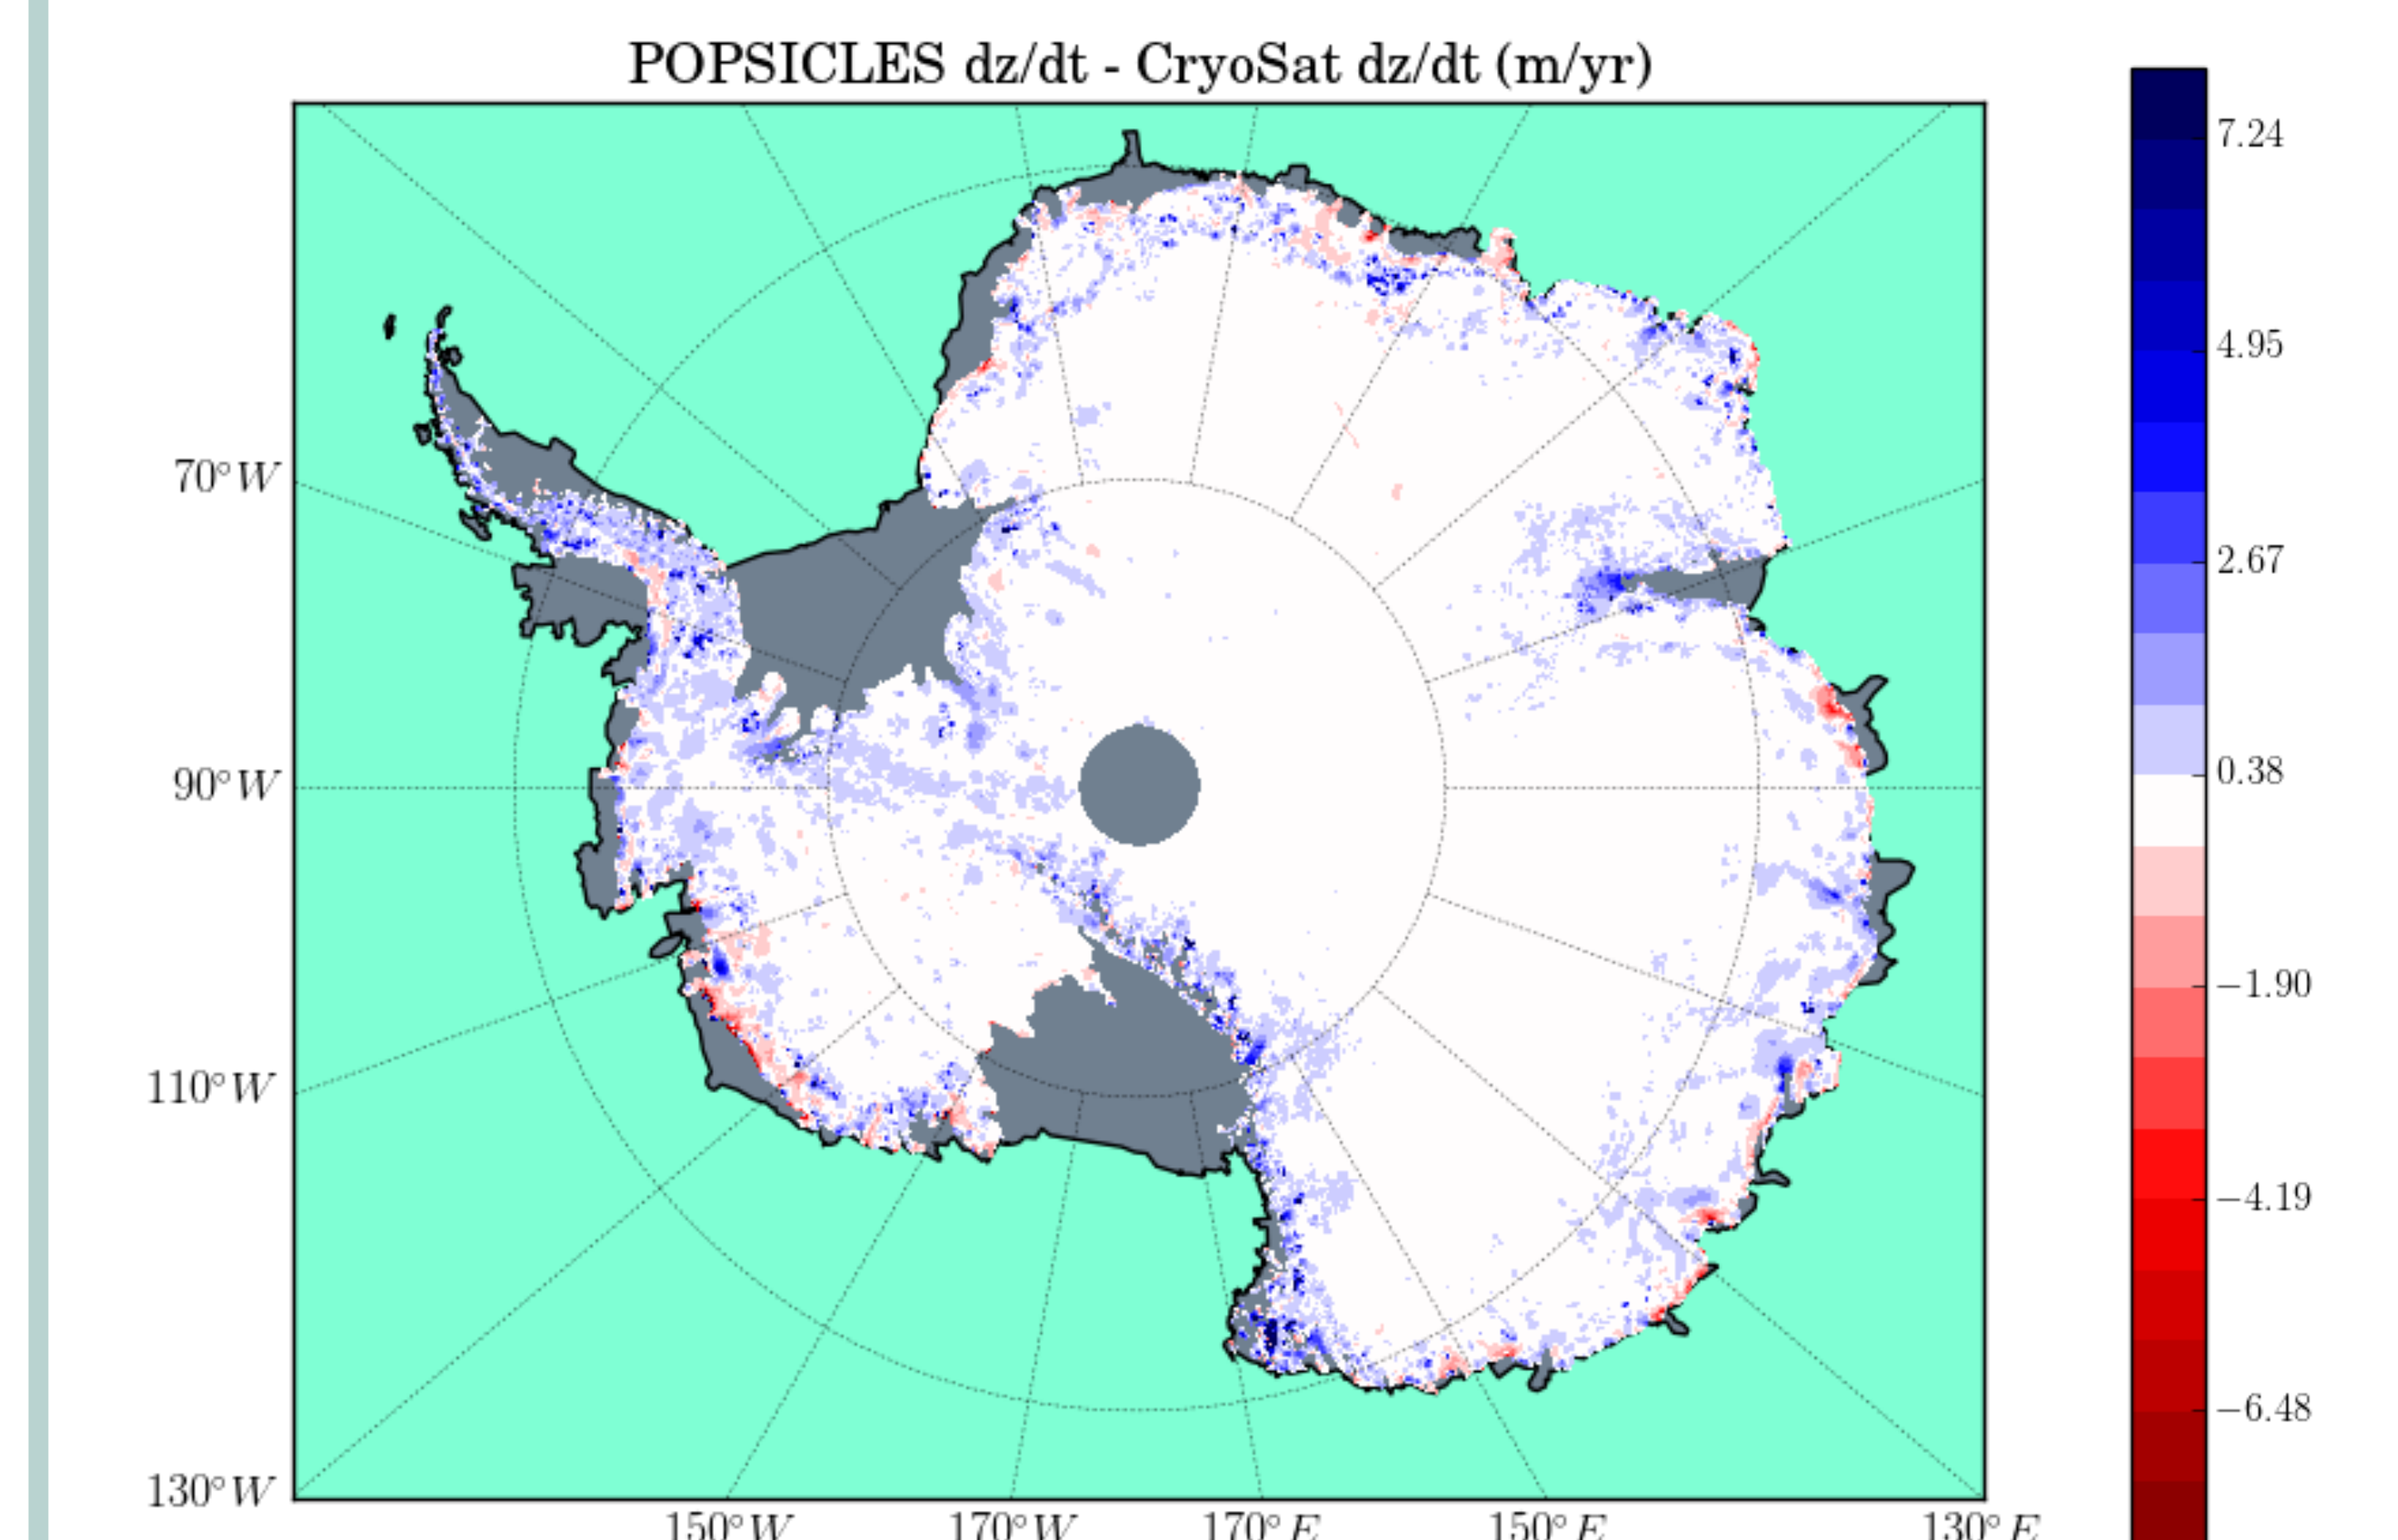 POPSICLES dz/dt - CryoSat dz/dt (m/yr)
7.24
4.95
70°W
2.67
90°W
0.38
−1.90
110°W
−4.19
−6.48
130°W
150°W 170°W 170°E 150°E 130°E